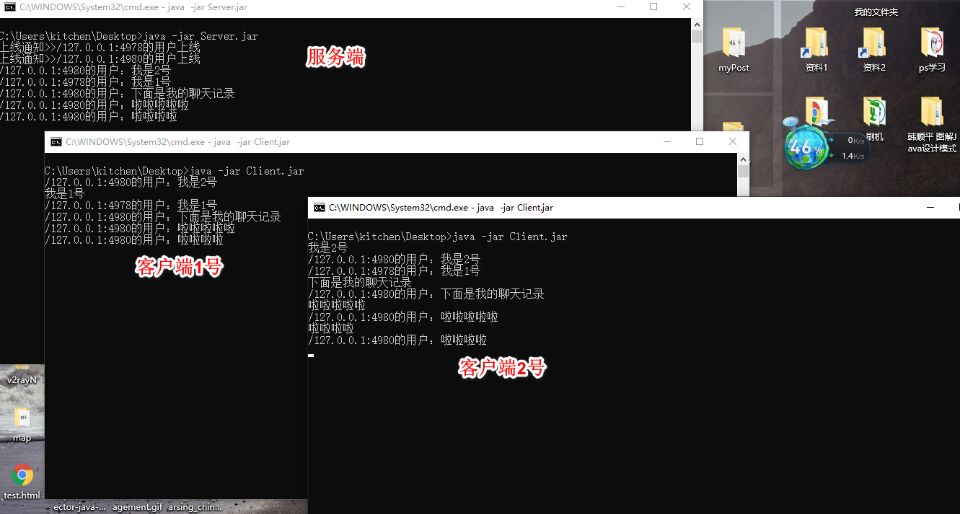 C:\WINDOWS\System32\cmd.exe - java -jar Server.jar
C:\Users\kitchen\Desktop>java -jar Server.jar
上线通知>>/127.0.0.1:4978的用户上线
上线通知>>/127.0.0.1:4980的用户上线
/127.0.0.1:4980的用户: 我是2号
/127.0.0.1:4978的用户: 我是1号
/127.0.0.1:4980的用户: 下面是我的聊天记录
/127.0.0.1:4980的用户: 啦啦啦啦啦
/127.0.0.1:4980的用户: 啦啦啦啦
服务端
C:\WINDOWS\System32\cmd.exe - java -jar Client.jar
C:\Users\kitchen\Desktop>java -jar Client.jar
/127.0.0.1:4980的用户: 我是2号
我是1号
/127.0.0.1:4978的用户: 我是1号
/127.0.0.1:4980的用户: 下面是我的聊天记录
/127.0.0.1:4980的用户: 啦啦啦啦啦
/127.0.0.1:4980的用户: 啦啦啦啦
客户端1号
C:\WINDOWS\System32\cmd.exe - java -jar Client.jar
C:\Users\kitchen\Desktop>java -jar Client.jar
我是2号
/127.0.0.1:4980的用户: 我是2号
/127.0.0.1:4978的用户: 我是1号
下面是我的聊天记录
/127.0.0.1:4980的用户: 下面是我的聊天记录
啦啦啦啦啦
/127.0.0.1:4980的用户: 啦啦啦啦啦
啦啦啦啦
/127.0.0.1:4980的用户: 啦啦啦啦
客户端2号
我的文件夹
myPost
资料1
资料2
ps学习
46%
0K/s
1.4K/s
刷机
韩顺平 图解J
ava设计模式
v2rayN
map
test.html
ector-java-...
agement.gif
arsing_chin...